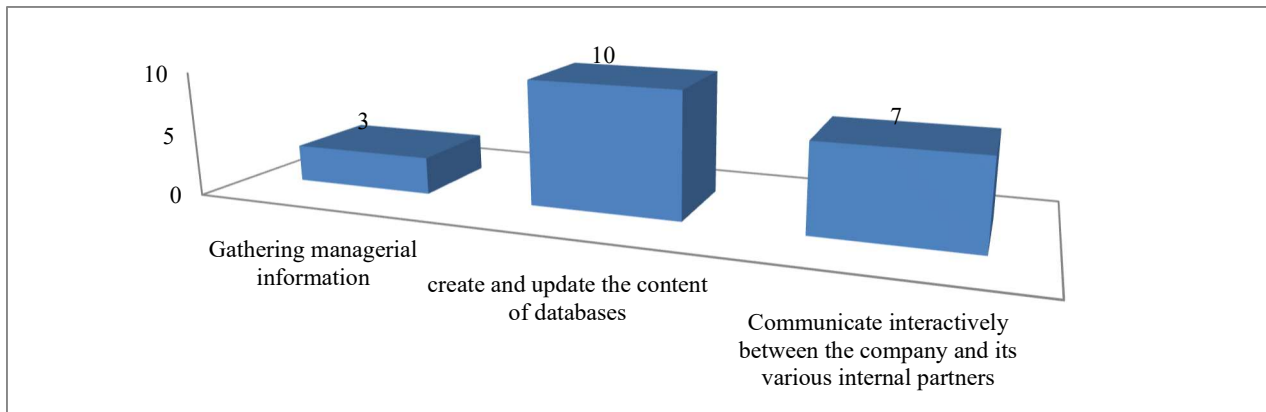 10
5
0
3
10
7
Gathering managerial
information
create and update the content
of databases
Communicate interactively
between the company and its
various internal partners